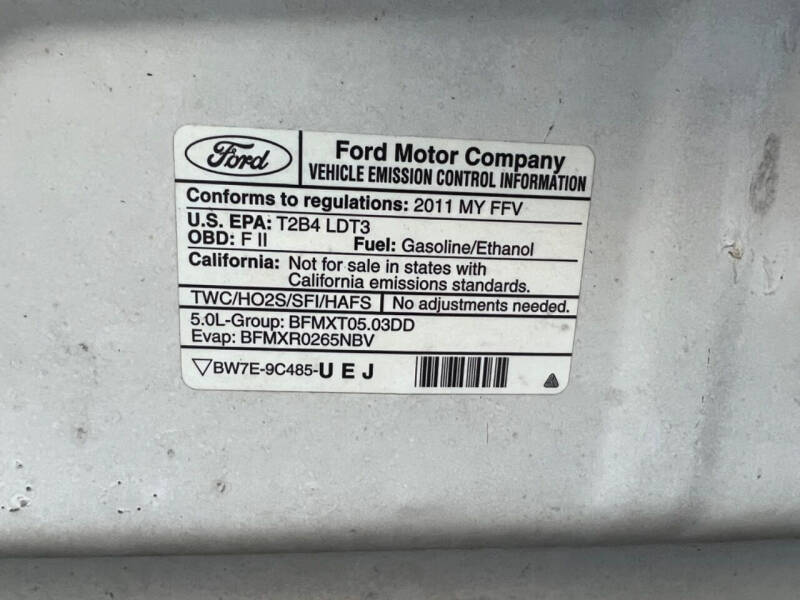 Ford
Ford Motor Company
VEHICLE EMISSION CONTROL INFORMATION
Conforms to regulations: 2011 MY FFV
U.S. EPA: T2B4 LDT3
OBD: F II Fuel: Gasoline/Ethanol
California: Not for sale in states with
California emissions standards.
TWC/HO2S/SFI/HAFS No adjustments needed.
5.0L-Group: BFMXT05.03DD
Evap: BFMXR0265NBV
BW7E-9C485-U E J